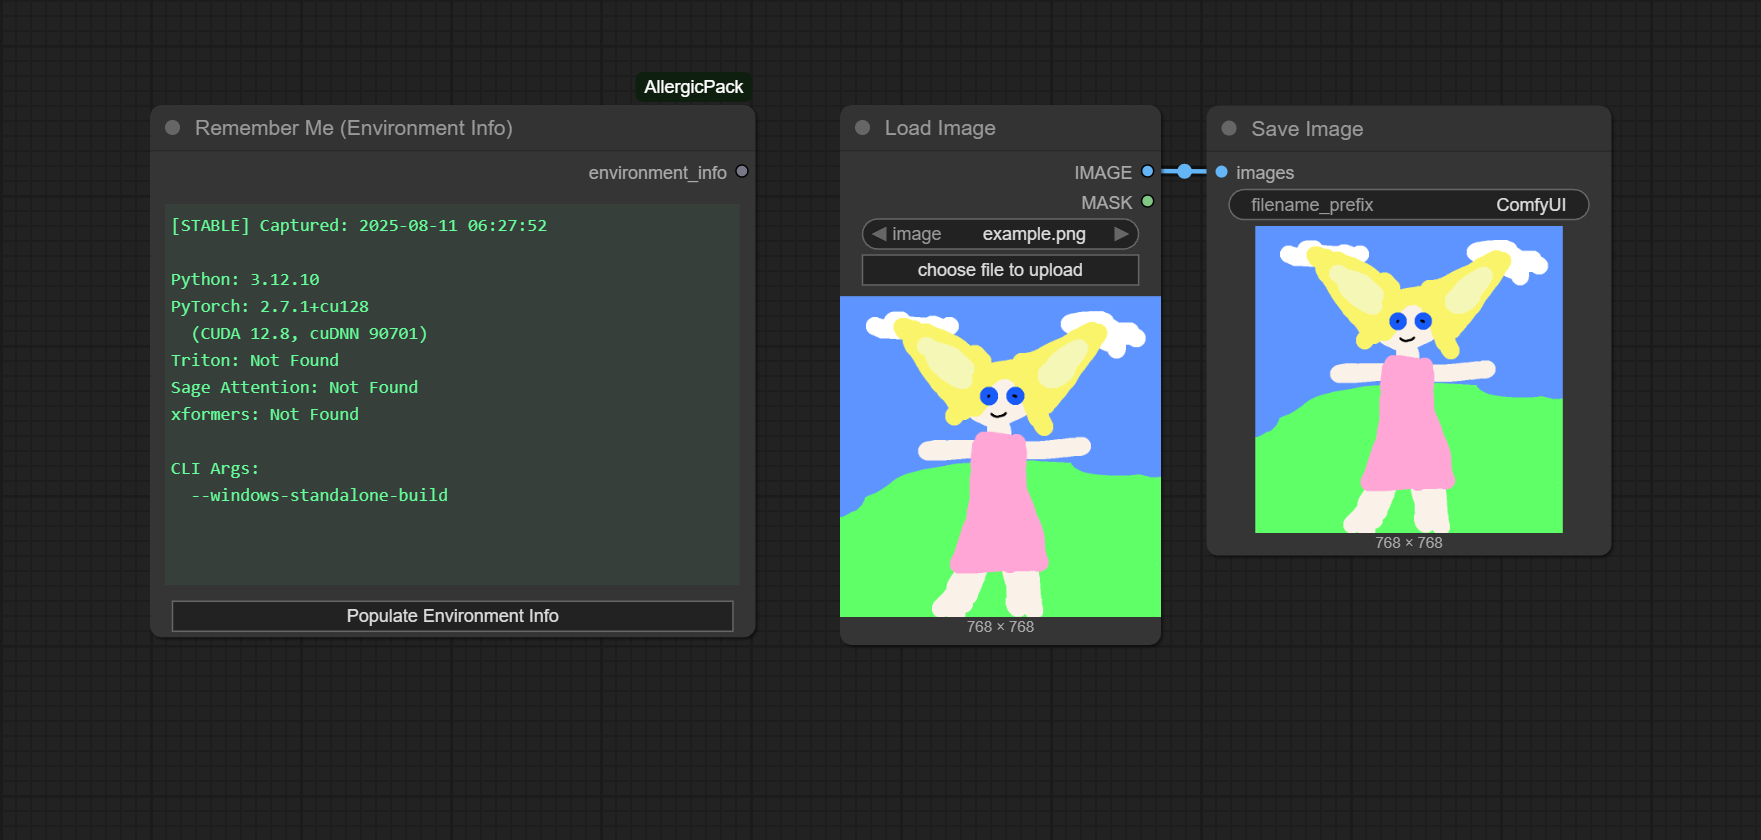 AllergicPack
Remember Me (Environment Info)
environment_info
[STABLE] Captured: 2025-08-11 06:27:52
Python: 3.12.10
PyTorch: 2.7.1+cu128
(CUDA 12.8, cuDNN 90701)
Triton: Not Found
Sage Attention: Not Found
xformers: Not Found
CLI Args:
--windows-standalone-build
Populate Environment Info
Load Image
IMAGE
MASK
image example.png
choose file to upload
768 × 768
Save Image
images
filename_prefix ComfyUI
768 × 768